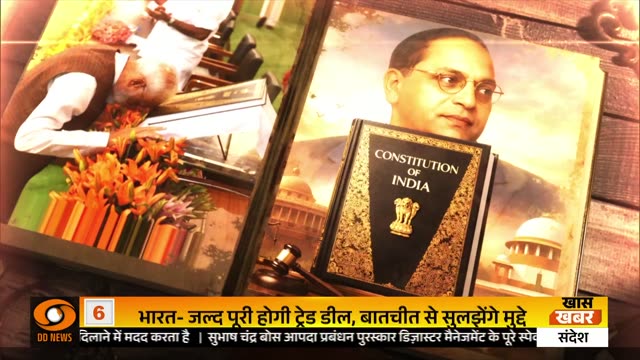 CONSTITUTION
OF
INDIA
DD NEWS
6
भारत- जल्द पूरी होगी ट्रेड डील, बातचीत से सुलझेंगे मुद्दे
खास
खबर
संदेश
दिलाने में मदद करता है | सुभाष चंद्र बोस आपदा प्रबंधन पुरस्कार डिज़ास्टर मैनेजमेंट के पूरे स्पे